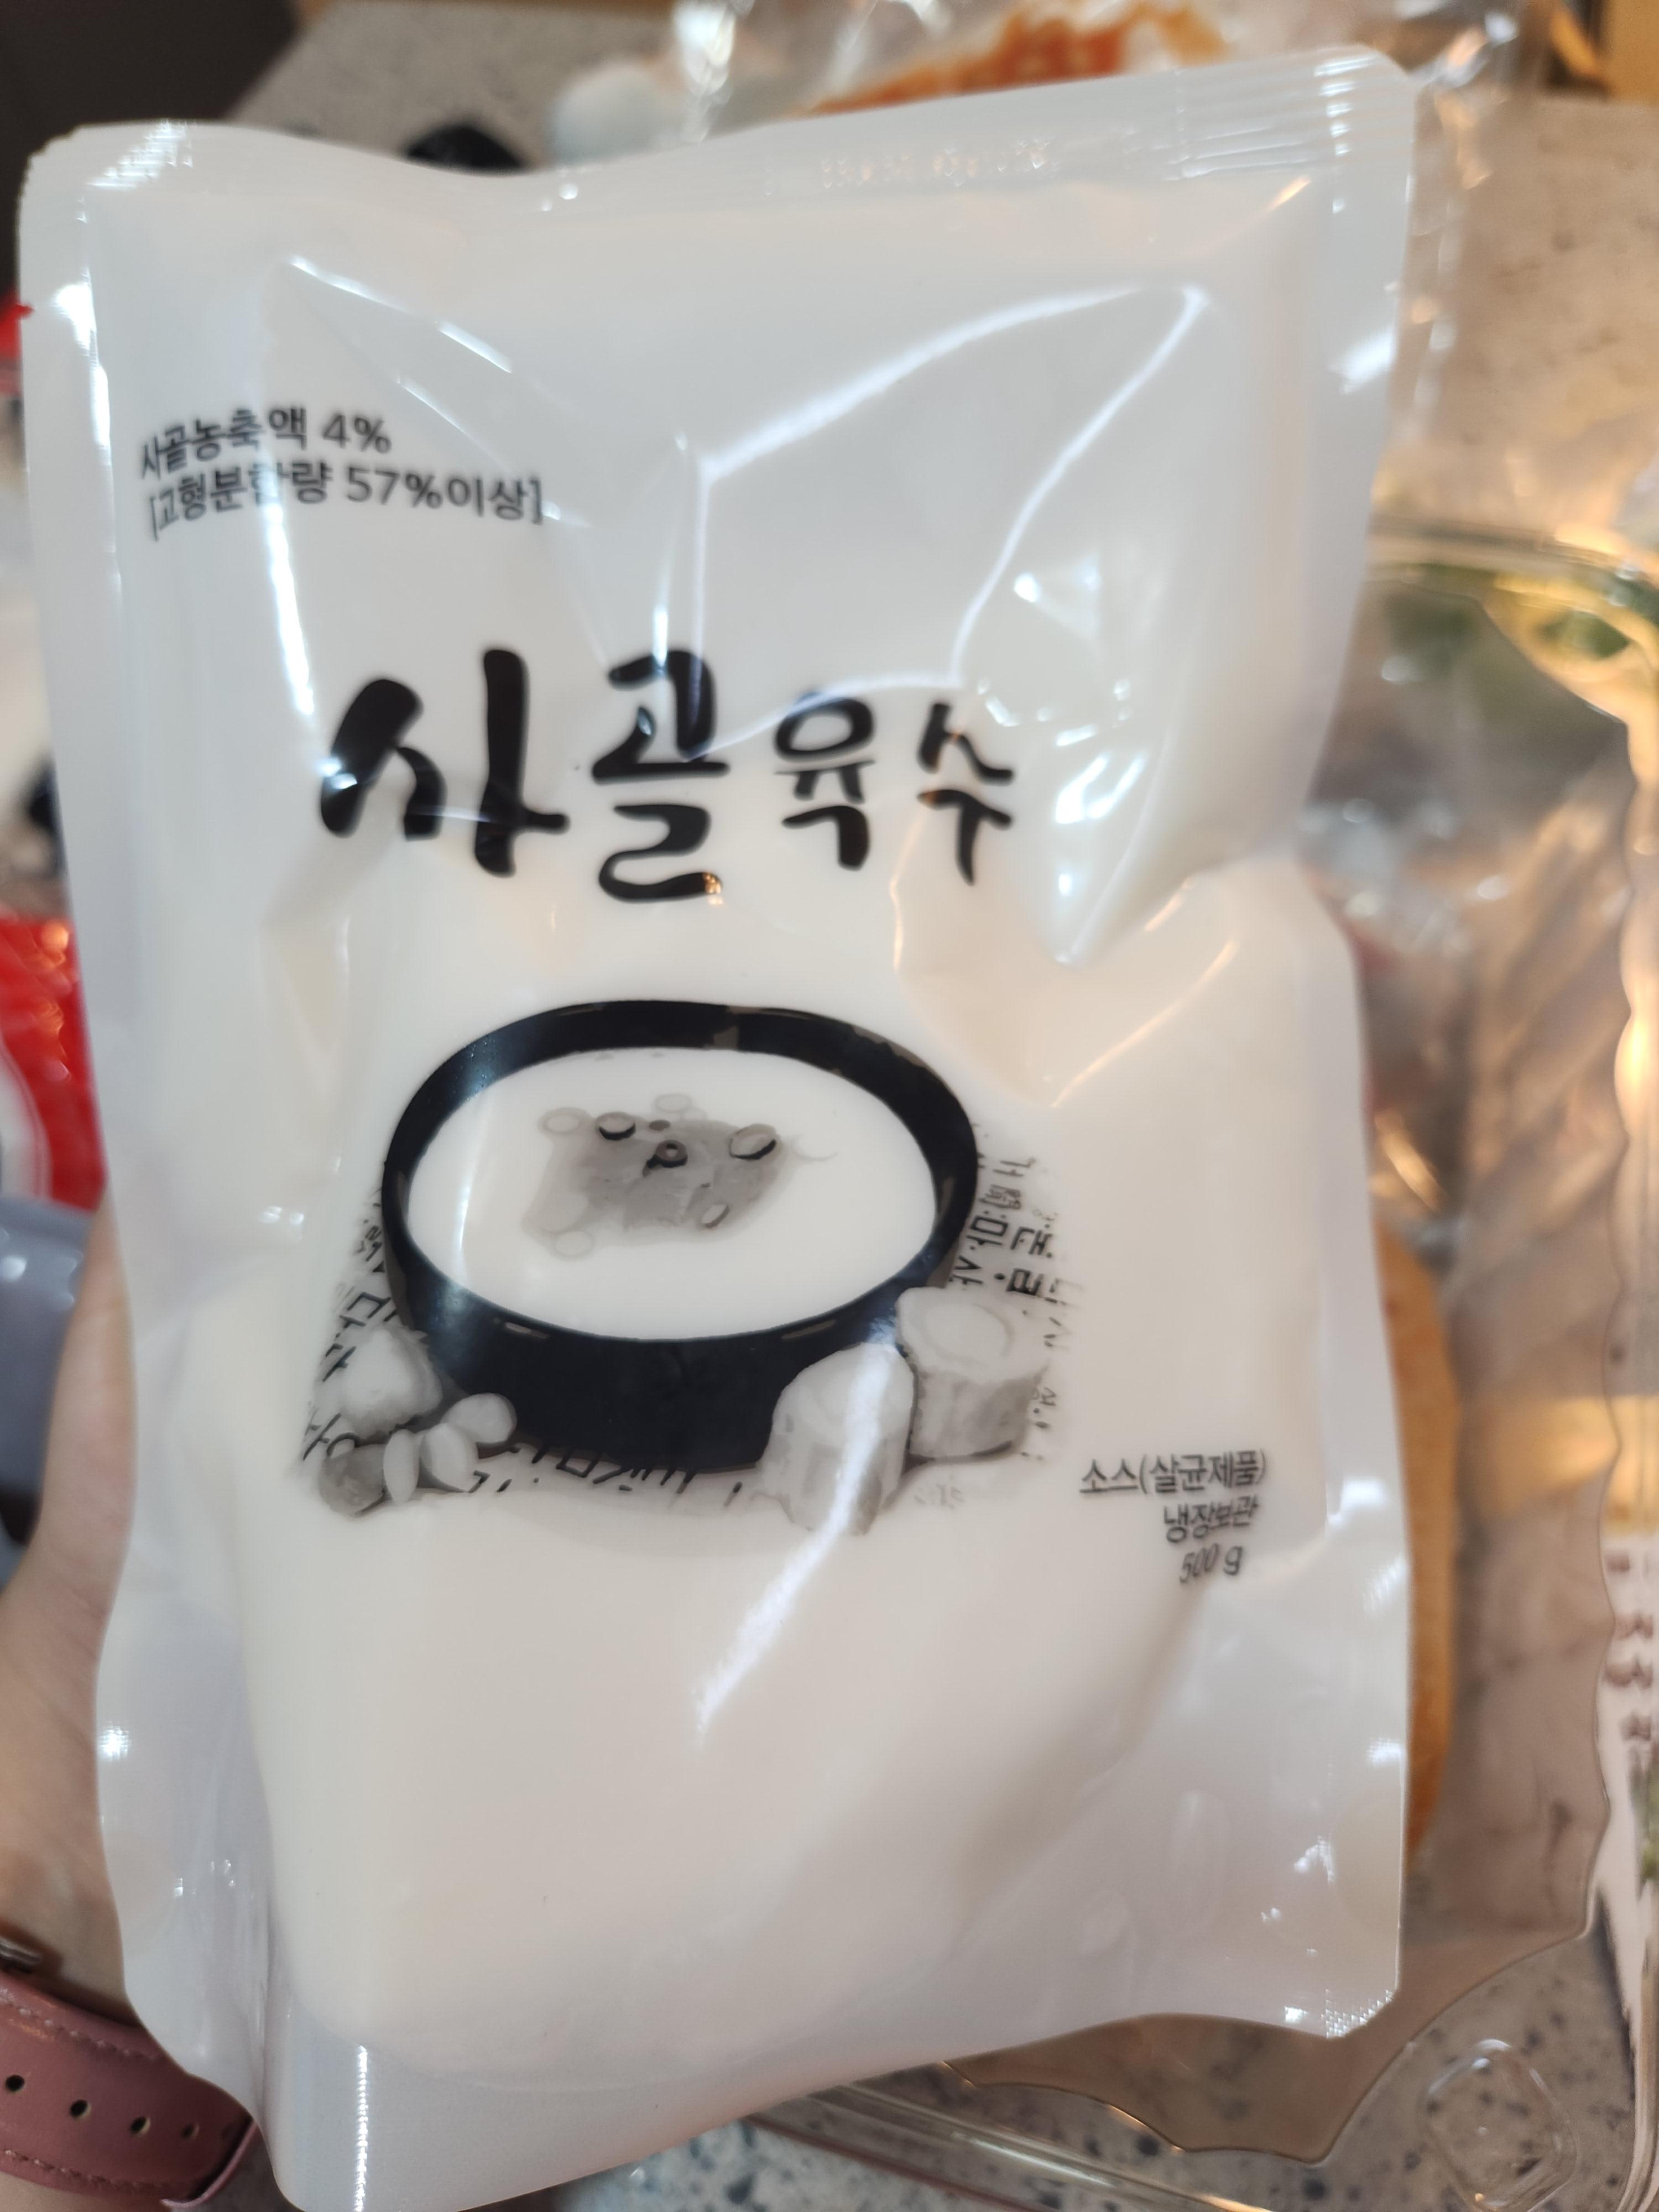 사골농축액 4%
[고형분함량 57%이상]
사골육수
소스(살균제품)
냉장보관
500 g